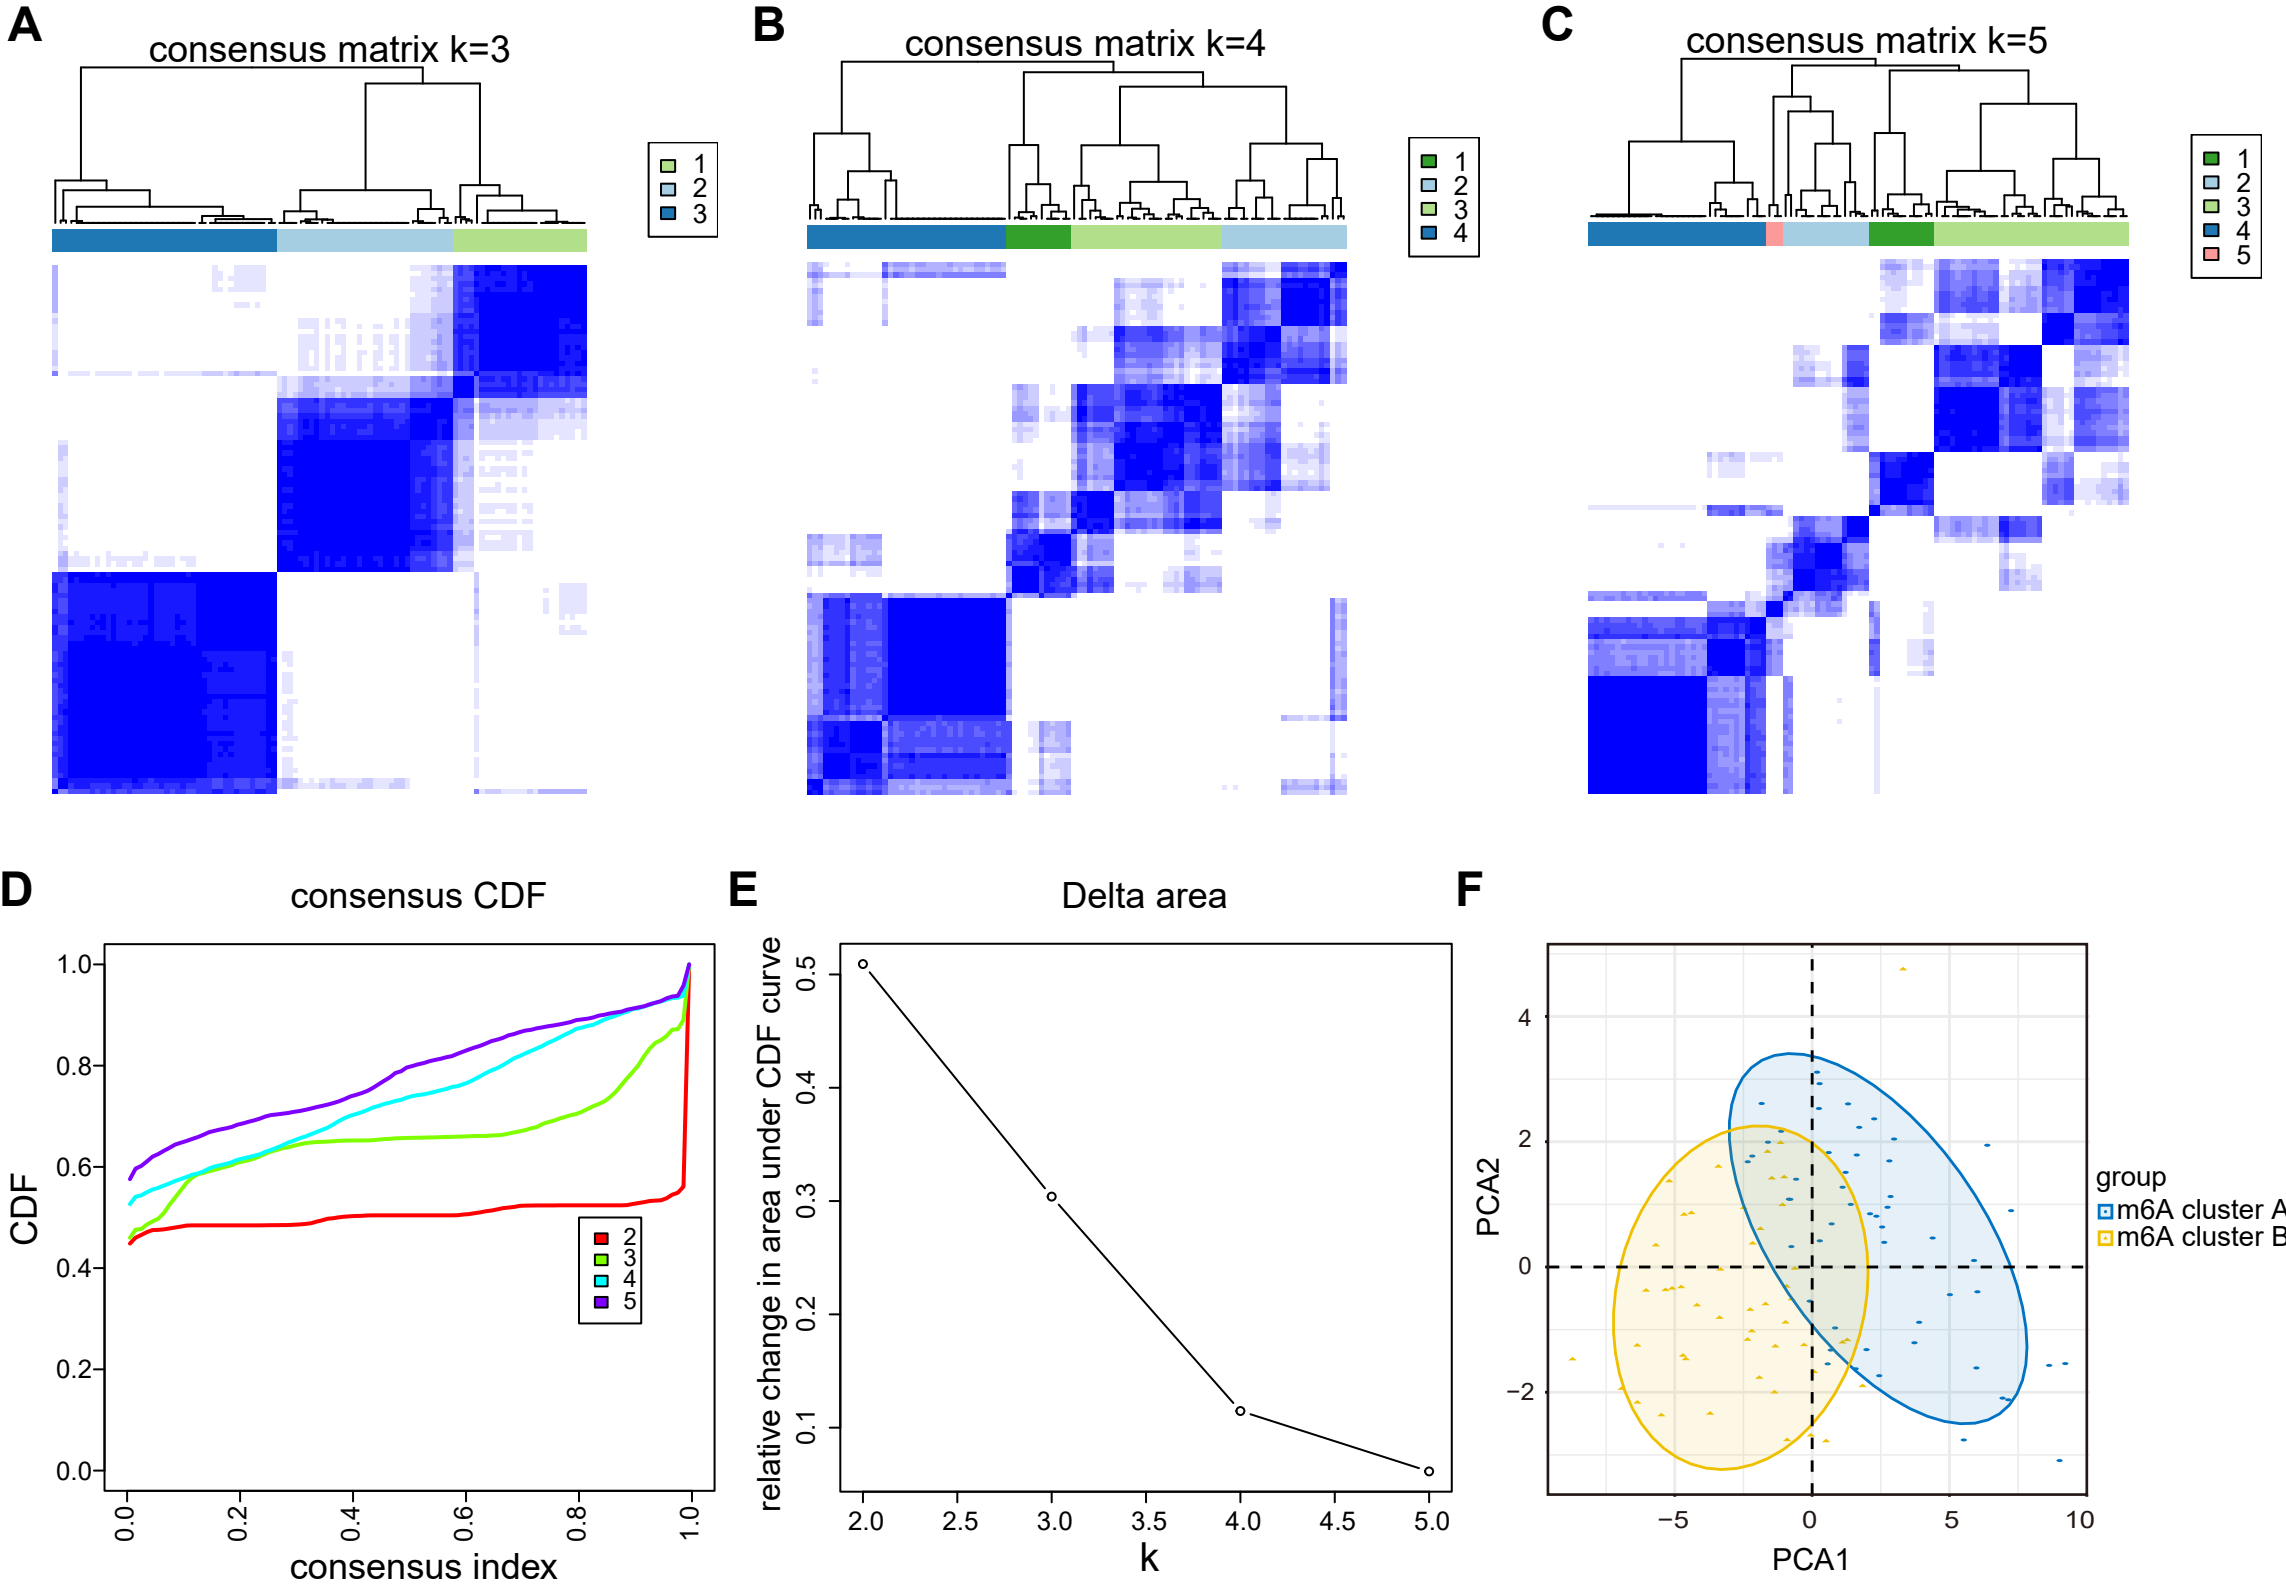 A
consensus matrix k=3
1
2
3
B
consensus matrix k=4
1
2
3
4
C
consensus matrix k=5
1
2
3
4
5
D
consensus CDF
CDF
1.0
0.8
0.6
0.4
0.2
0.0
2
3
4
5
0.0 0.2 0.4 0.6 0.8 1.0
consensus index
E
Delta area
relative change in area under CDF curve
0.5
0.4
0.3
0.2
0.1
2.0 2.5 3.0 3.5 4.0 4.5 5.0
k
F
PCA2
4
2
0
−2
−5 0 5 10
PCA1
group
m6A cluster A
m6A cluster B